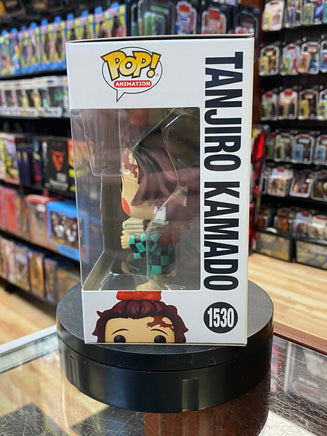 POP!
ANIMATION
TANJIRO KAMADO
1530